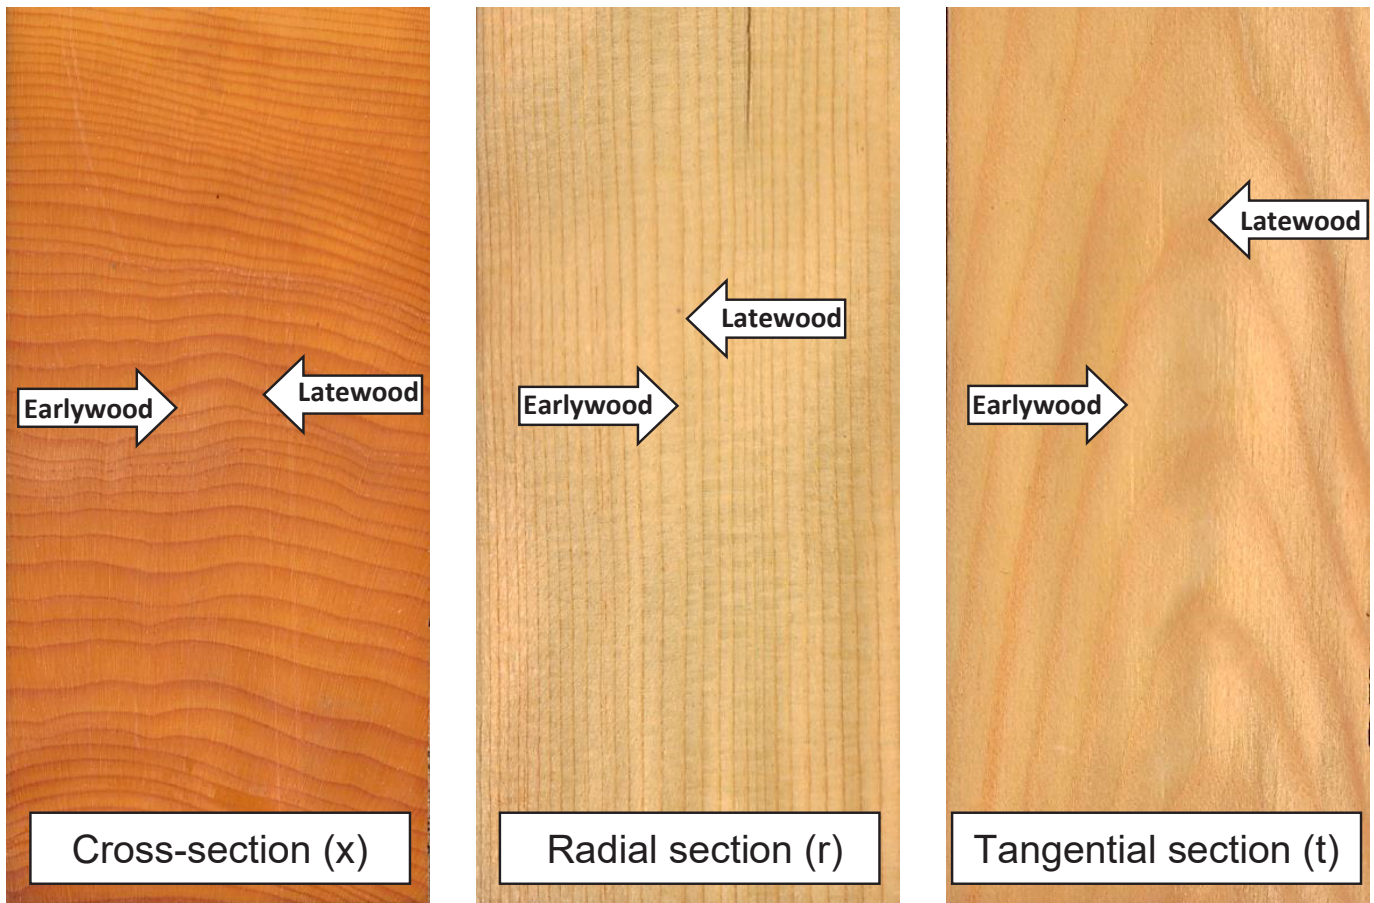 Earlywood
Latewood
Cross-section (x)
Latewood
Earlywood
Radial section (r)
Latewood
Earlywood
Tangential section (t)